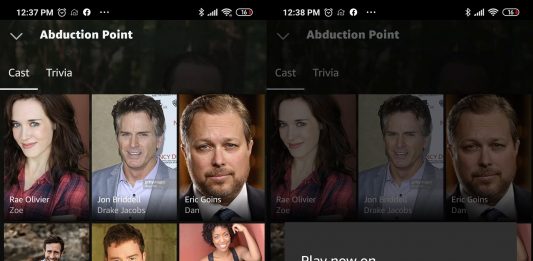 12:37 PM
16
Abduction Point
Cast Trivia
Rae Olivier
Zoe
Jon Briddell
Drake Jacobs
Eric Goins
Dan
12:38 PM
16
Abduction Point
Cast Trivia
Rae Olivier
Zoe
Jon Briddell
Drake Jacobs
Eric Goins
Dan
Play now on